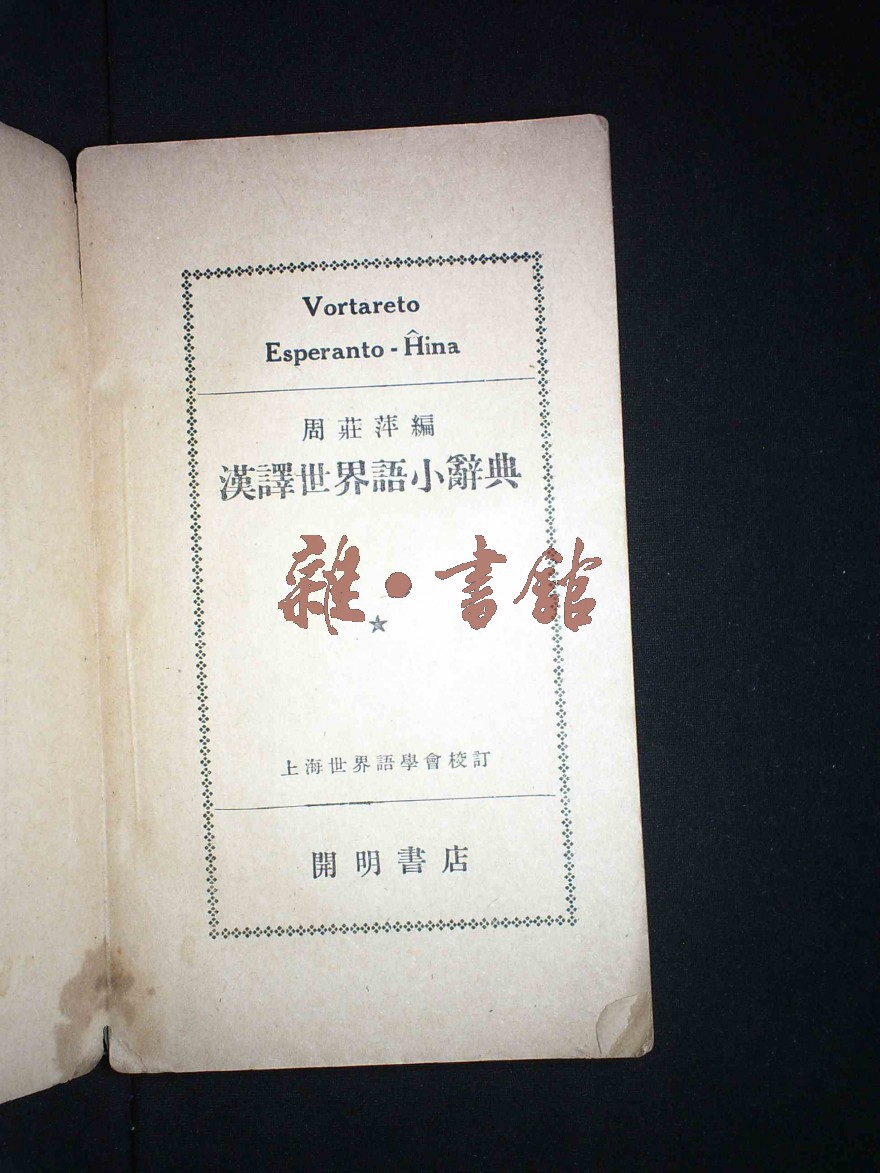 Vortareto
Esperanto - Ĥina
周莊萍編
漢譯世界語小辭典
雜·書館
上海世界語學會校訂
開明書店